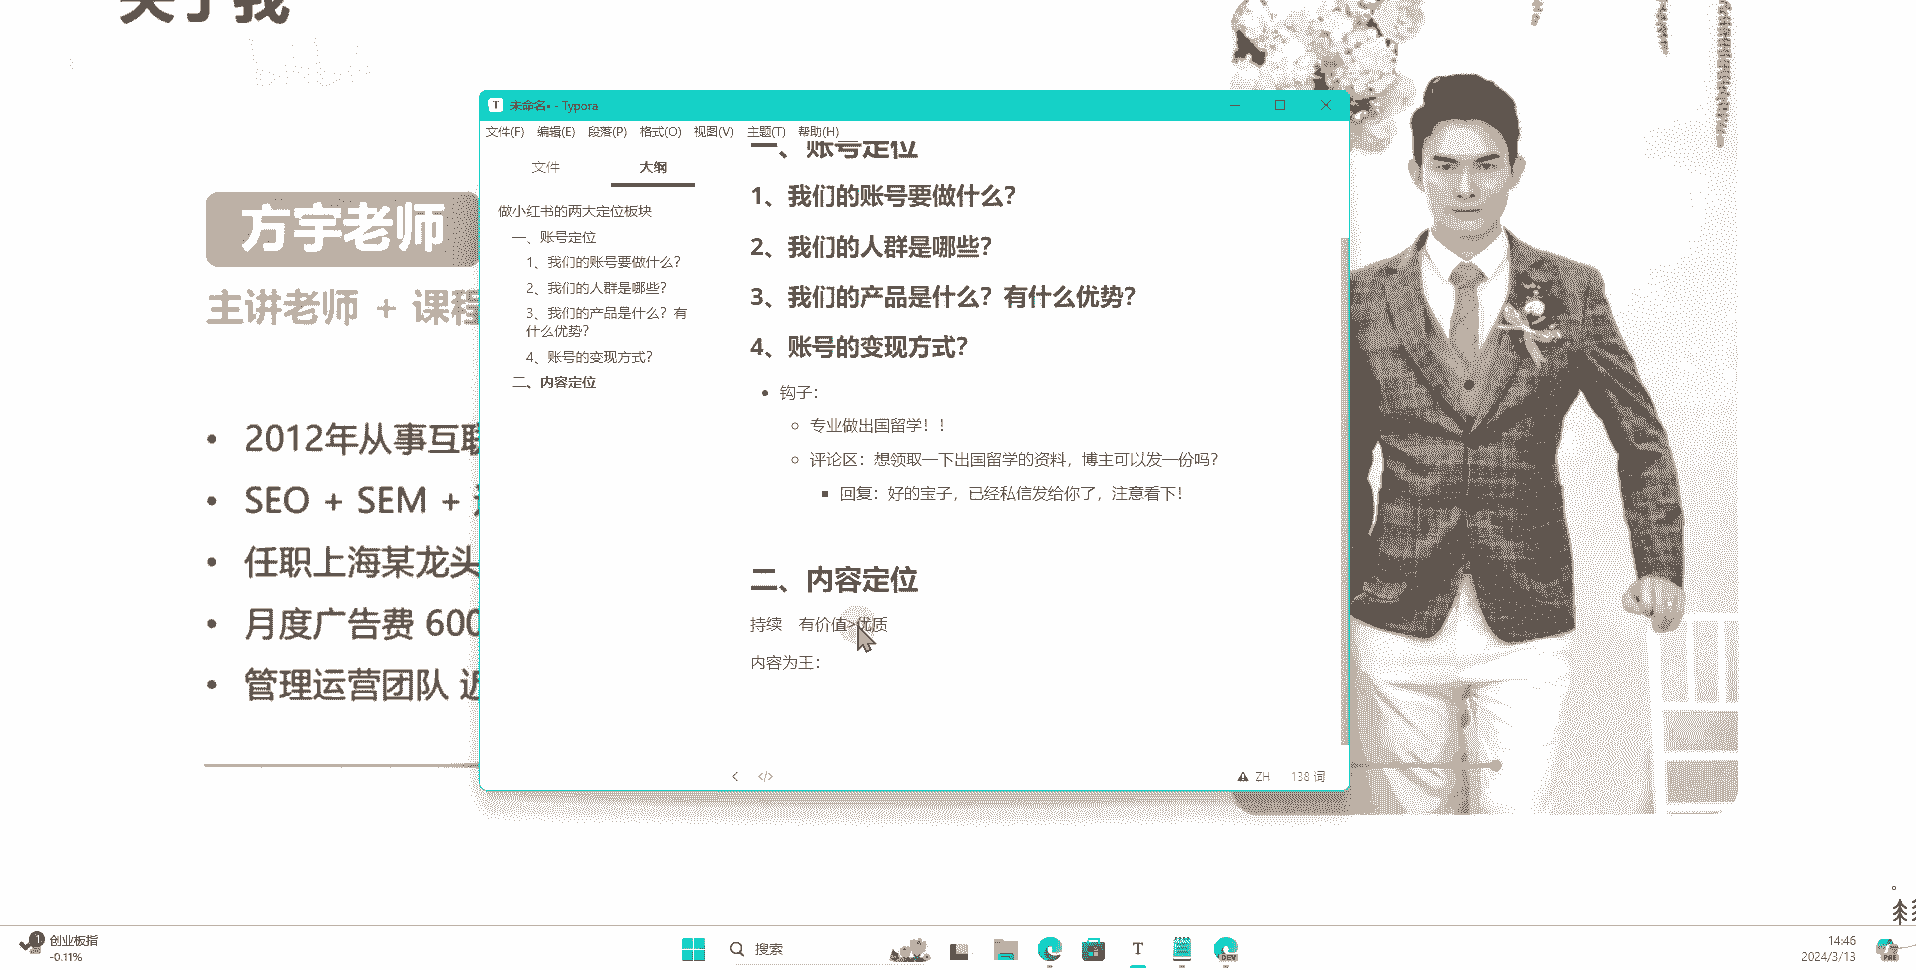 关于我
方宇老师
主讲老师 + 课程
• 2012年从事互联
• SEO + SEM +
• 任职上海某龙头
• 月度广告费 600
• 管理运营团队 近
未命名• - Typora
文件(F) 编辑(E) 段落(P) 格式(O) 视图(V) 主题(T) 帮助(H)
文件 大纲
做小红书的两大定位板块
一、账号定位
1、我们的账号要做什么?
2、我们的人群是哪些?
3、我们的产品是什么? 有
什么优势?
4、账号的变现方式?
二、内容定位
一、账号定位
1、我们的账号要做什么?
2、我们的人群是哪些?
3、我们的产品是什么? 有什么优势?
4、账号的变现方式?
• 钩子:
专业做出国留学! !
评论区: 想领取一下出国留学的资料, 博主可以发一份吗?
回复: 好的宝子, 已经私信发给你了, 注意看下!
二、内容定位
持续 有价值>优质
内容为王:
</> ZH 138 词
1 创业板指
-0.11%
搜索
T
DEV
14:46
2024/3/13
PRE